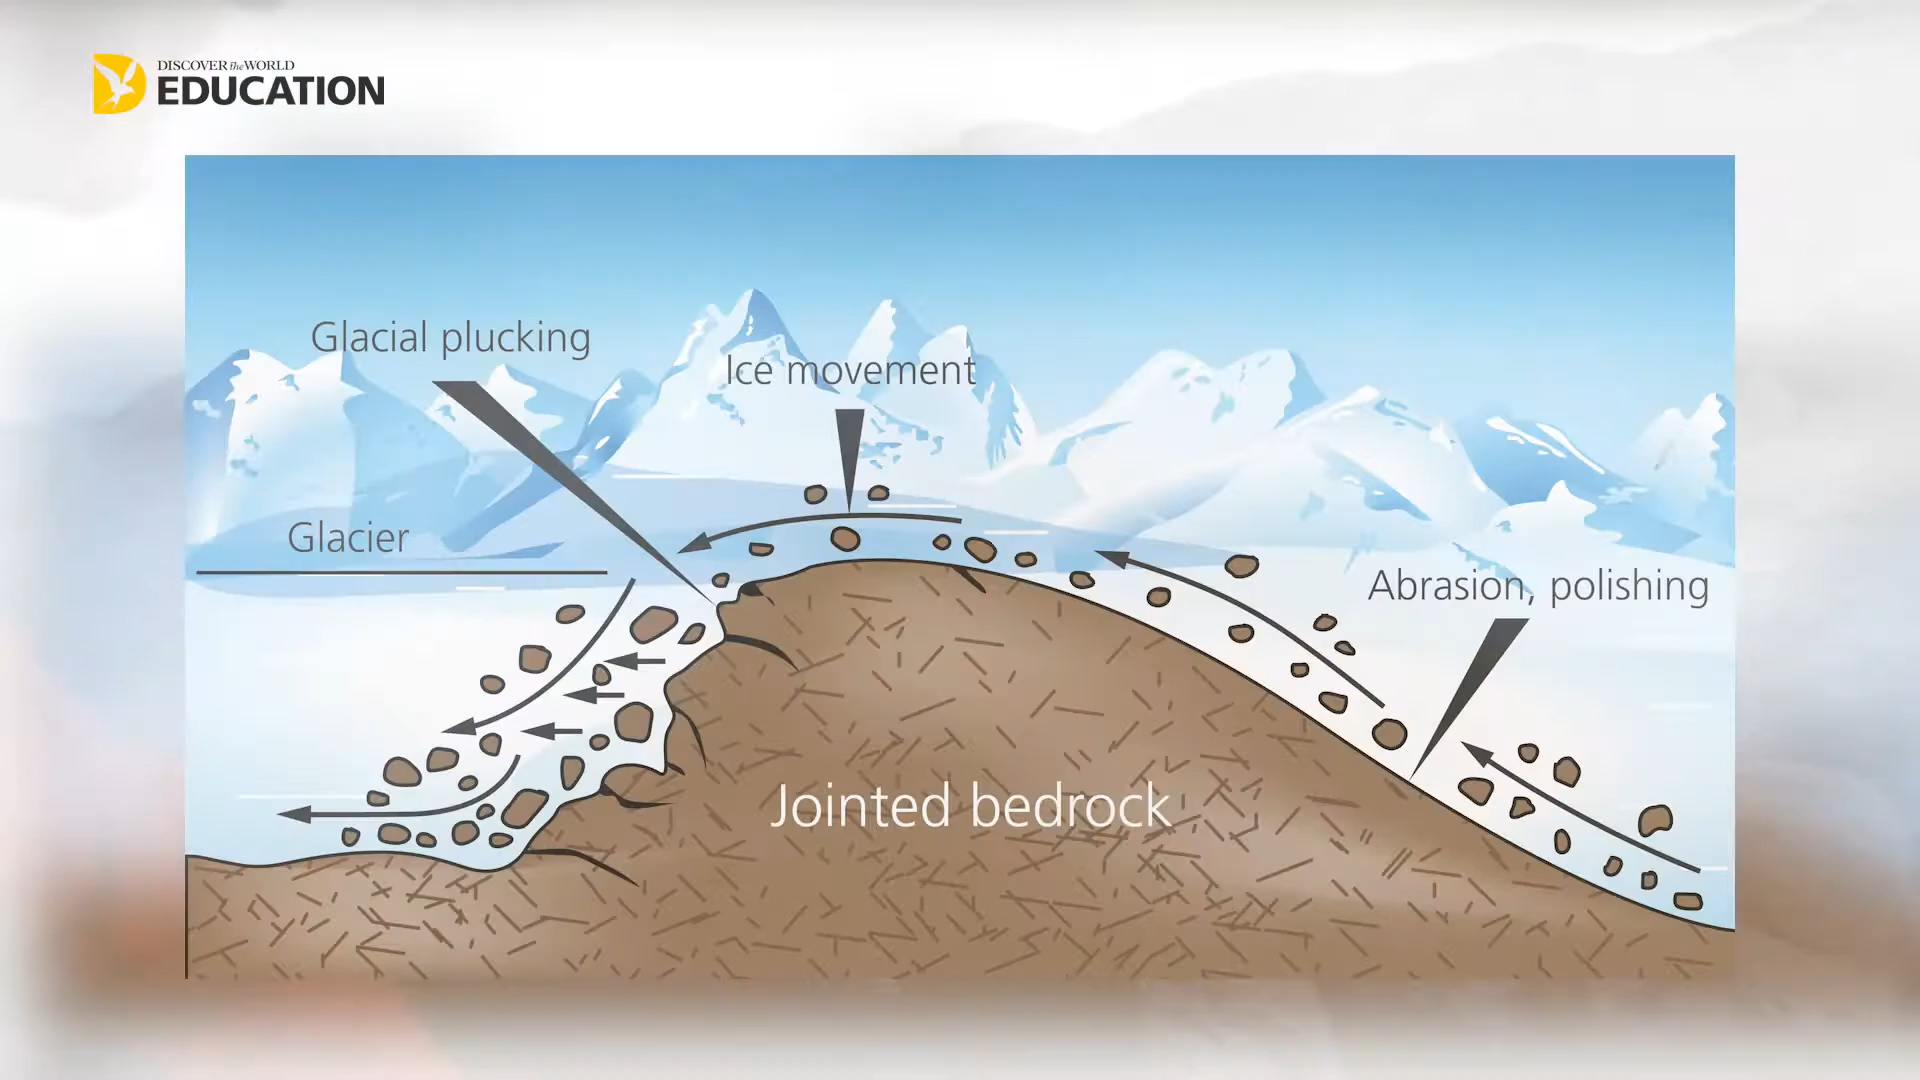 DISCOVER the WORLD
EDUCATION
Glacial plucking
Ice movement
Glacier
Abrasion, polishing
Jointed bedrock